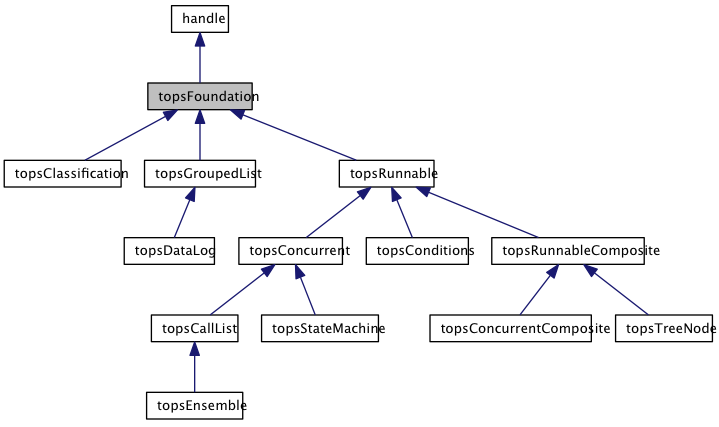 handle
topsFoundation
topsClassification
topsGroupedList
topsRunnable
topsDataLog
topsConcurrent
topsConditions
topsRunnableComposite
topsCallList
topsStateMachine
topsConcurrentComposite
topsTreeNode
topsEnsemble